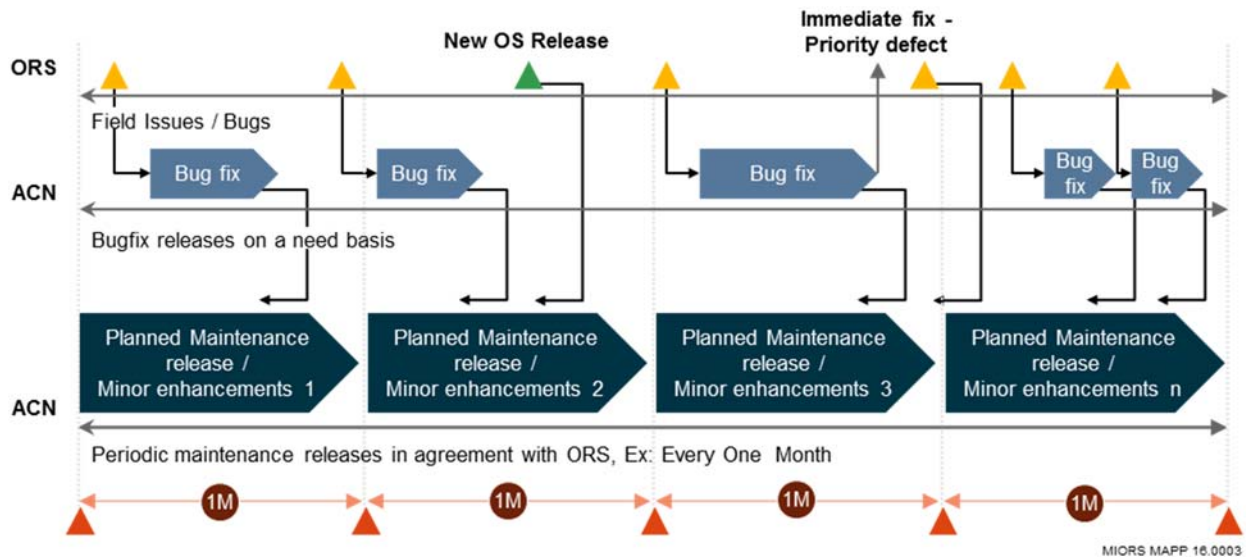 Immediate fix -
Priority defect
New OS Release
ORS
Field Issues / Bugs
Bug fix
Bug fix
Bug fix
Bug
fix
Bug
fix
ACN
Bugfix releases on a need basis
Planned Maintenance
release /
Minor enhancements 1
Planned Maintenance
release /
Minor enhancements 2
Planned Maintenance
release /
Minor enhancements 3
Planned Maintenance
release /
Minor enhancements n
ACN
Periodic maintenance releases in agreement with ORS, Ex: Every One Month
1M
1M
1M
1M
MIORS MAPP 16.0003